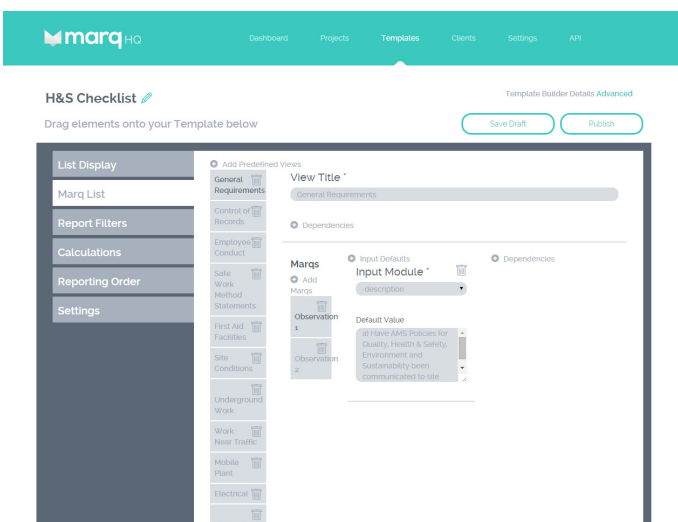 marq HQ
Dashboard Projects Templates Clients Settings API
H&S Checklist
Template Builder Details Advanced
Drag elements onto your Template below
Save Draft
Publish
List Display
Marq List
Report Filters
Calculations
Reporting Order
Settings
Add Predefined Views
General
Requirements
Control of
Records
Employee
Conduct
Safe
Work
Method
Statements
First Aid
Facilities
Site
Conditions
Underground
Work
Work
Near Traffic
Mobile
Plant
Electrical
View Title *
General Requirements
Dependencies
Marqs
Add
Marqs
Observation
1
Observation
2
Input Defaults
Input Module *
description
Default Value
a) Have AMS Policies for
Quality, Health & Safety,
Environment and
Sustainability been
communicated to site
Dependencies